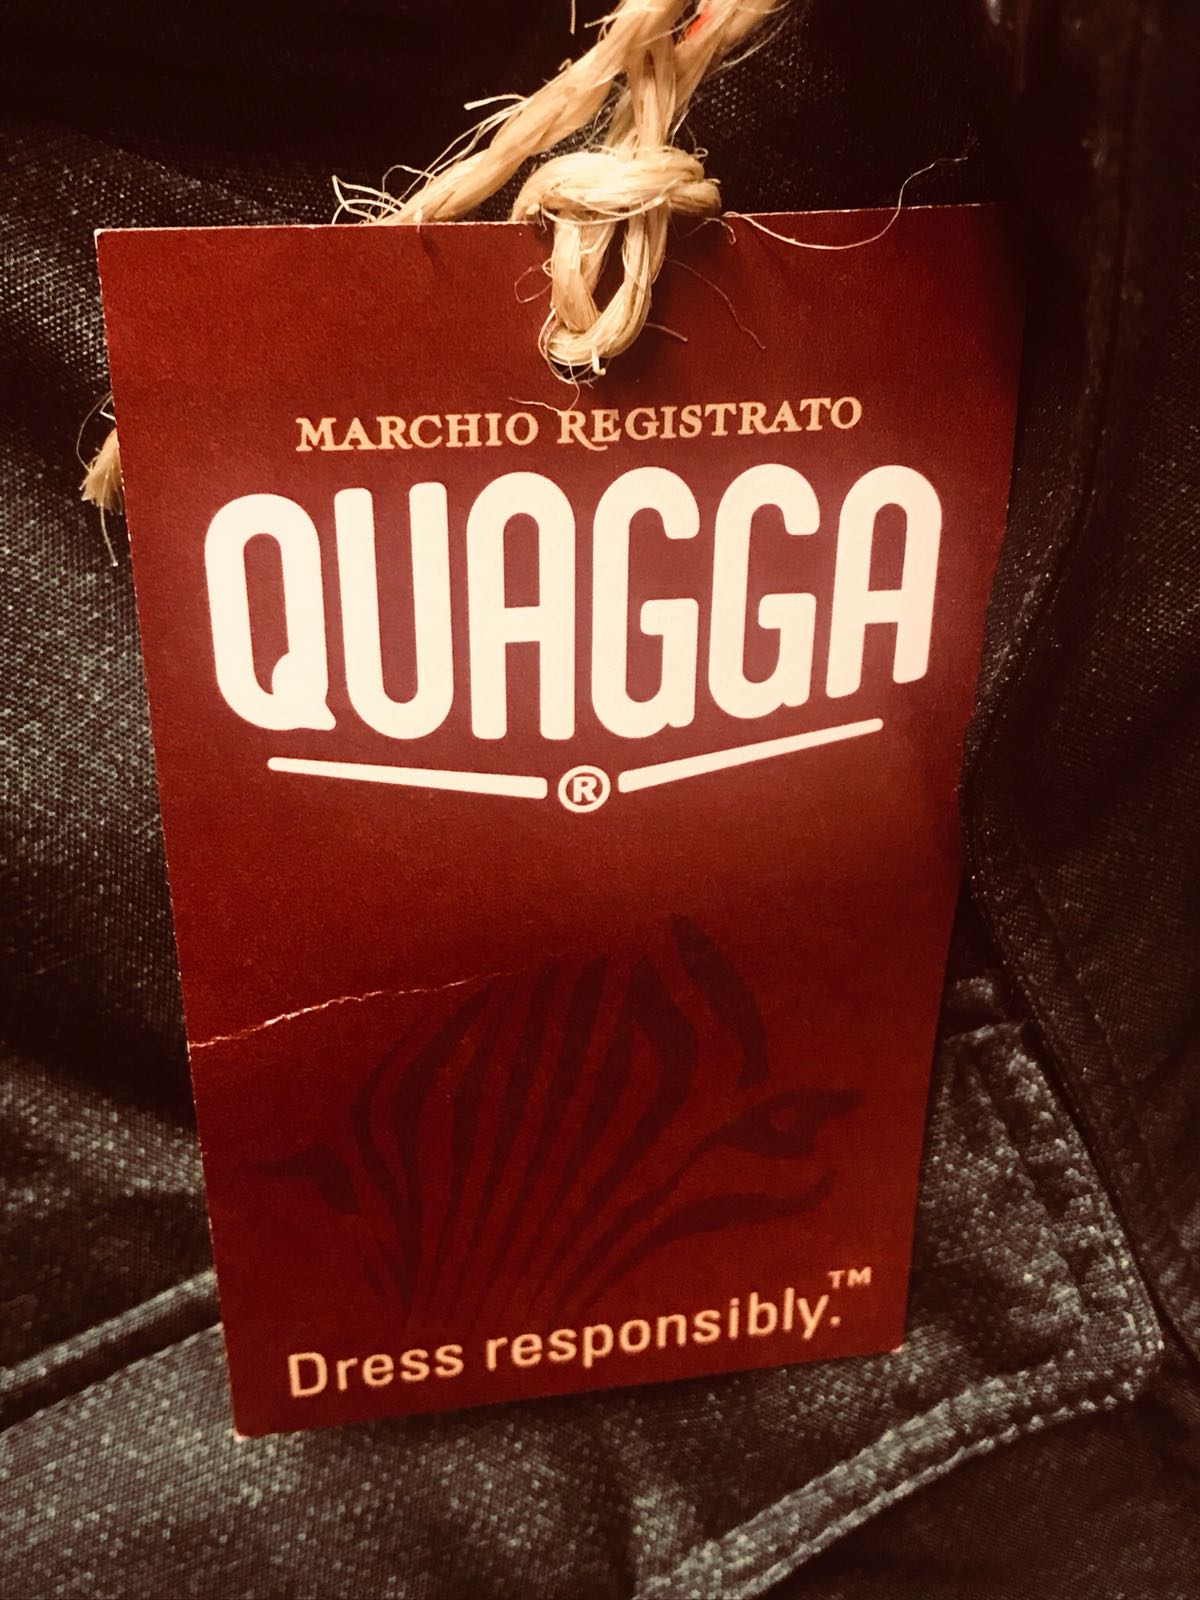 MARCHIO REGISTRATO
QUAGGA
®
Dress responsibly.™